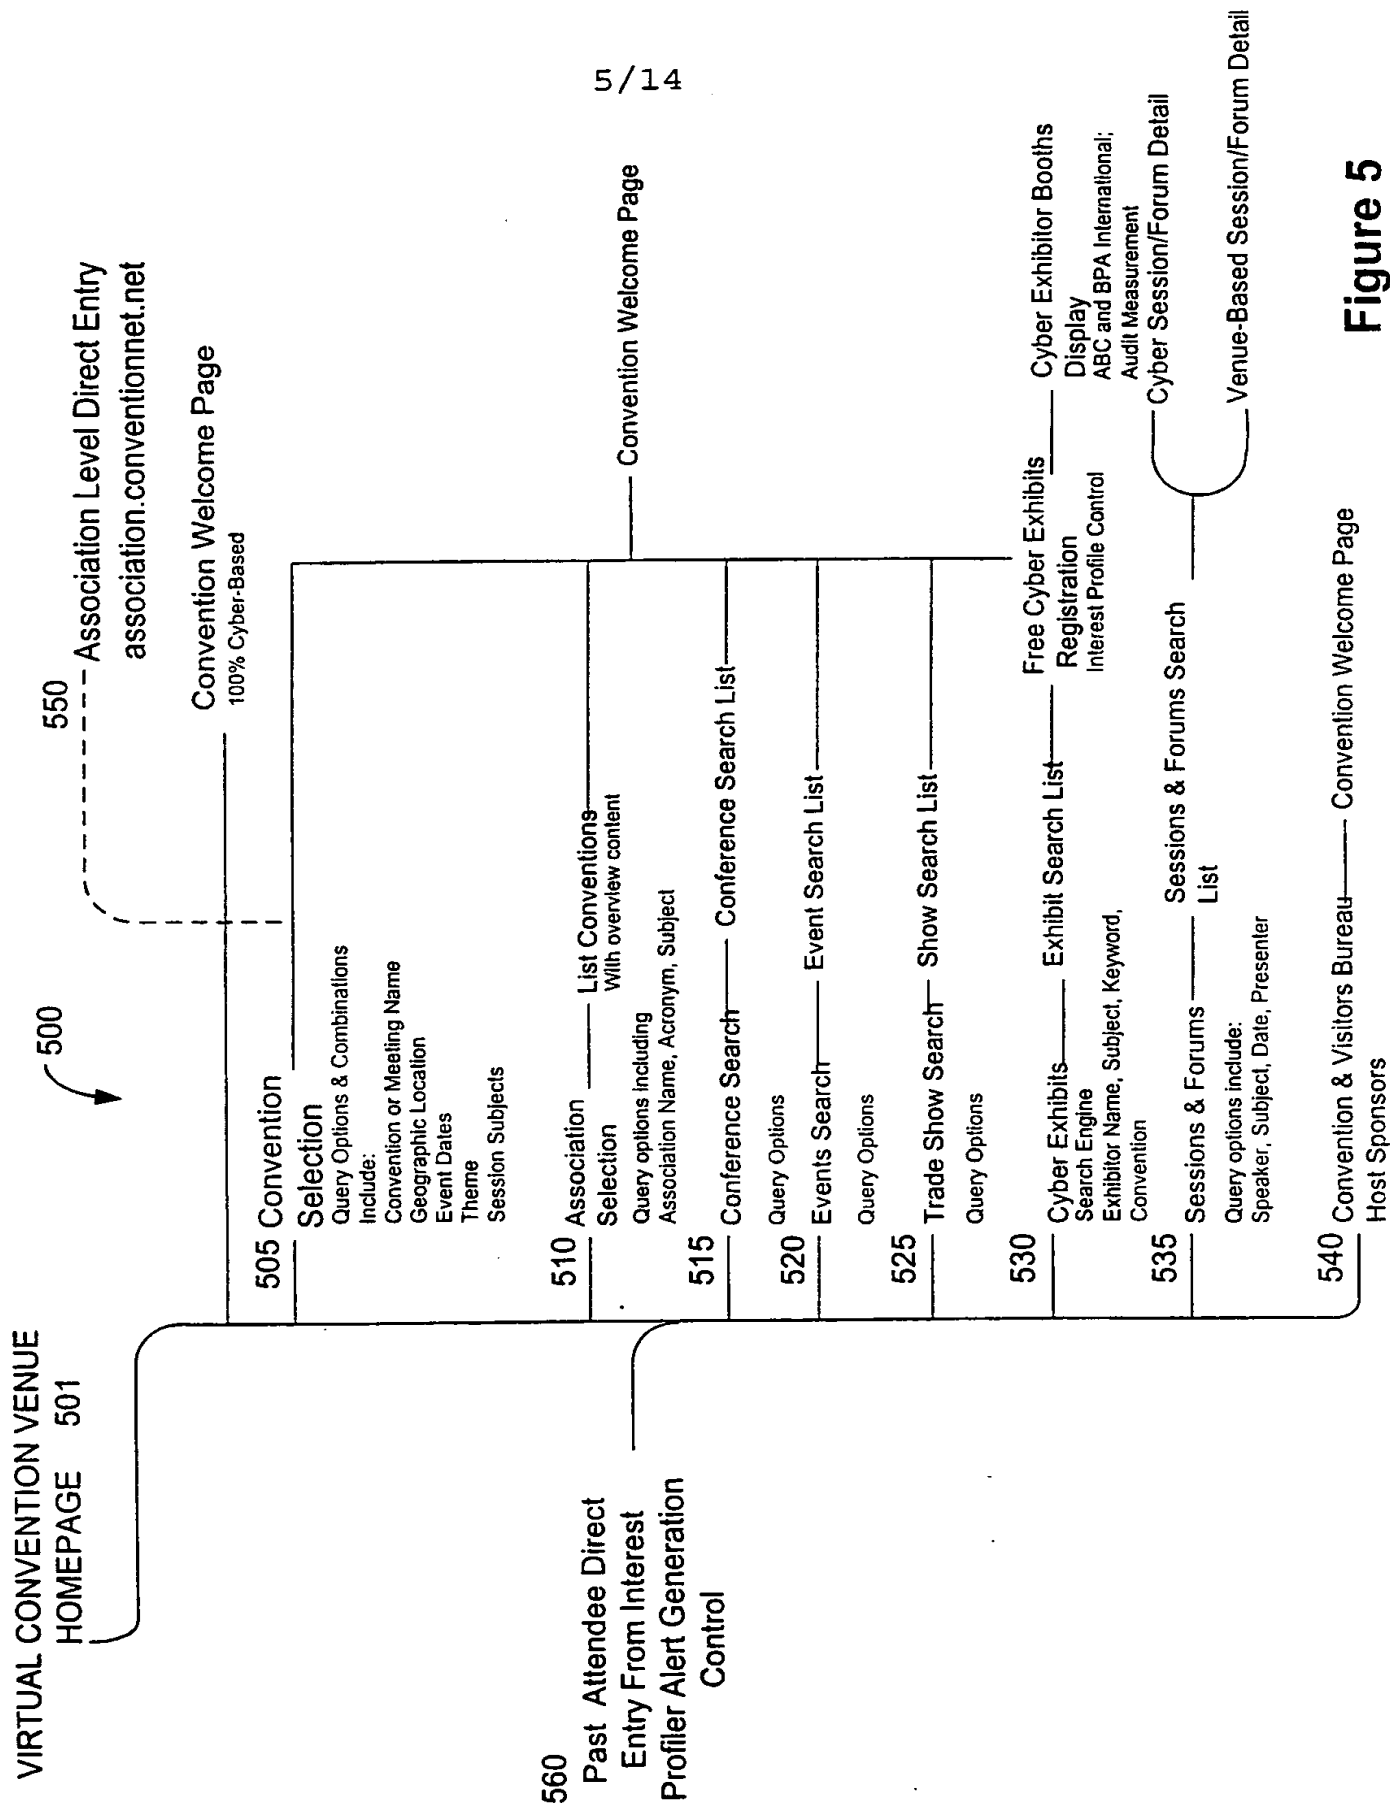 5/14
VIRTUAL CONVENTION VENUE
HOMEPAGE 501
500
550
Association Level Direct Entry
association.conventionnet.net
Convention Welcome Page
100% Cyber-Based
505 Convention
Selection
Query Options & Combinations
Include:
Convention or Meeting Name
Geographic Location
Event Dates
Theme
Session Subjects
Convention Welcome Page
510 Association
Selection
Query options including
Association Name, Acronym, Subject
List Conventions
With overview content
515 Conference Search
Query Options
Conference Search List
520 Events Search
Query Options
Event Search List
525 Trade Show Search
Query Options
Show Search List
530 Cyber Exhibits
Search Engine
Exhibitor Name, Subject, Keyword,
Convention
Exhibit Search List
Free Cyber Exhibits
Registration
Interest Profile Control
Cyber Exhibitor Booths
Display
ABC and BPA International;
Audit Measurement
535 Sessions & Forums
Query options include:
Speaker, Subject, Date, Presenter
Sessions & Forums Search
List
Cyber Session/Forum Detail
Venue-Based Session/Forum Detail
540 Convention & Visitors Bureau
Host Sponsors
Convention Welcome Page
560
Past Attendee Direct
Entry From Interest
Profiler Alert Generation
Control
Figure 5